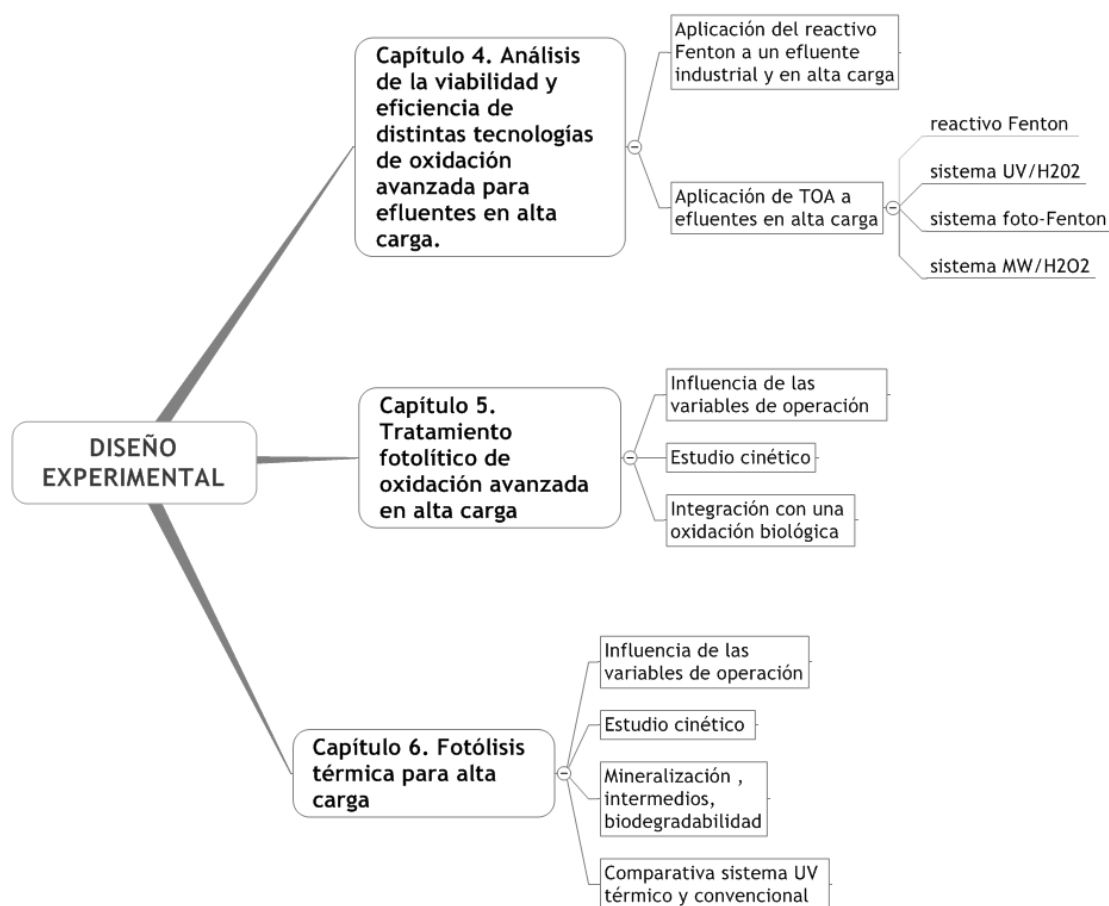 DISEÑO
EXPERIMENTAL
Capítulo 4. Análisis
de la viabilidad y
eficiencia de
distintas tecnologías
de oxidación
avanzada para
efluentes en alta
carga.
Aplicación del reactivo
Fenton a un efluente
industrial y en alta carga
Aplicación de TOA a
efluentes en alta carga
reactivo Fenton
sistema UV/H202
sistema foto-Fenton
sistema MW/H2O2
Capítulo 5.
Tratamiento
fotolítico de
oxidación avanzada
en alta carga
Influencia de las
variables de operación
Estudio cinético
Integración con una
oxidación biológica
Capítulo 6. Fotólisis
térmica para alta
carga
Influencia de las
variables de operación
Estudio cinético
Mineralización ,
intermedios,
biodegradabilidad
Comparativa sistema UV
térmico y convencional